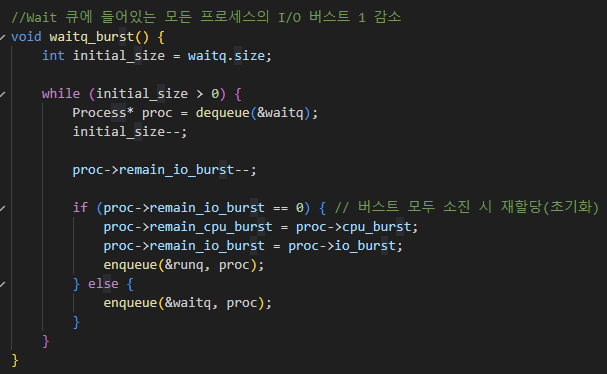 //Wait 큐에 들어있는 모든 프로세스의 I/O 버스트 1 감소
void waitq_burst() {
    int initial_size = waitq.size;

    while (initial_size > 0) {
        Process* proc = dequeue(&waitq);
        initial_size--;

        proc->remain_io_burst--;

        if (proc->remain_io_burst == 0) { // 버스트 모두 소진 시 재할당(초기화)
            proc->remain_cpu_burst = proc->cpu_burst;
            proc->remain_io_burst = proc->io_burst;
            enqueue(&runq, proc);
        } else {
            enqueue(&waitq, proc);
        }
    }
}